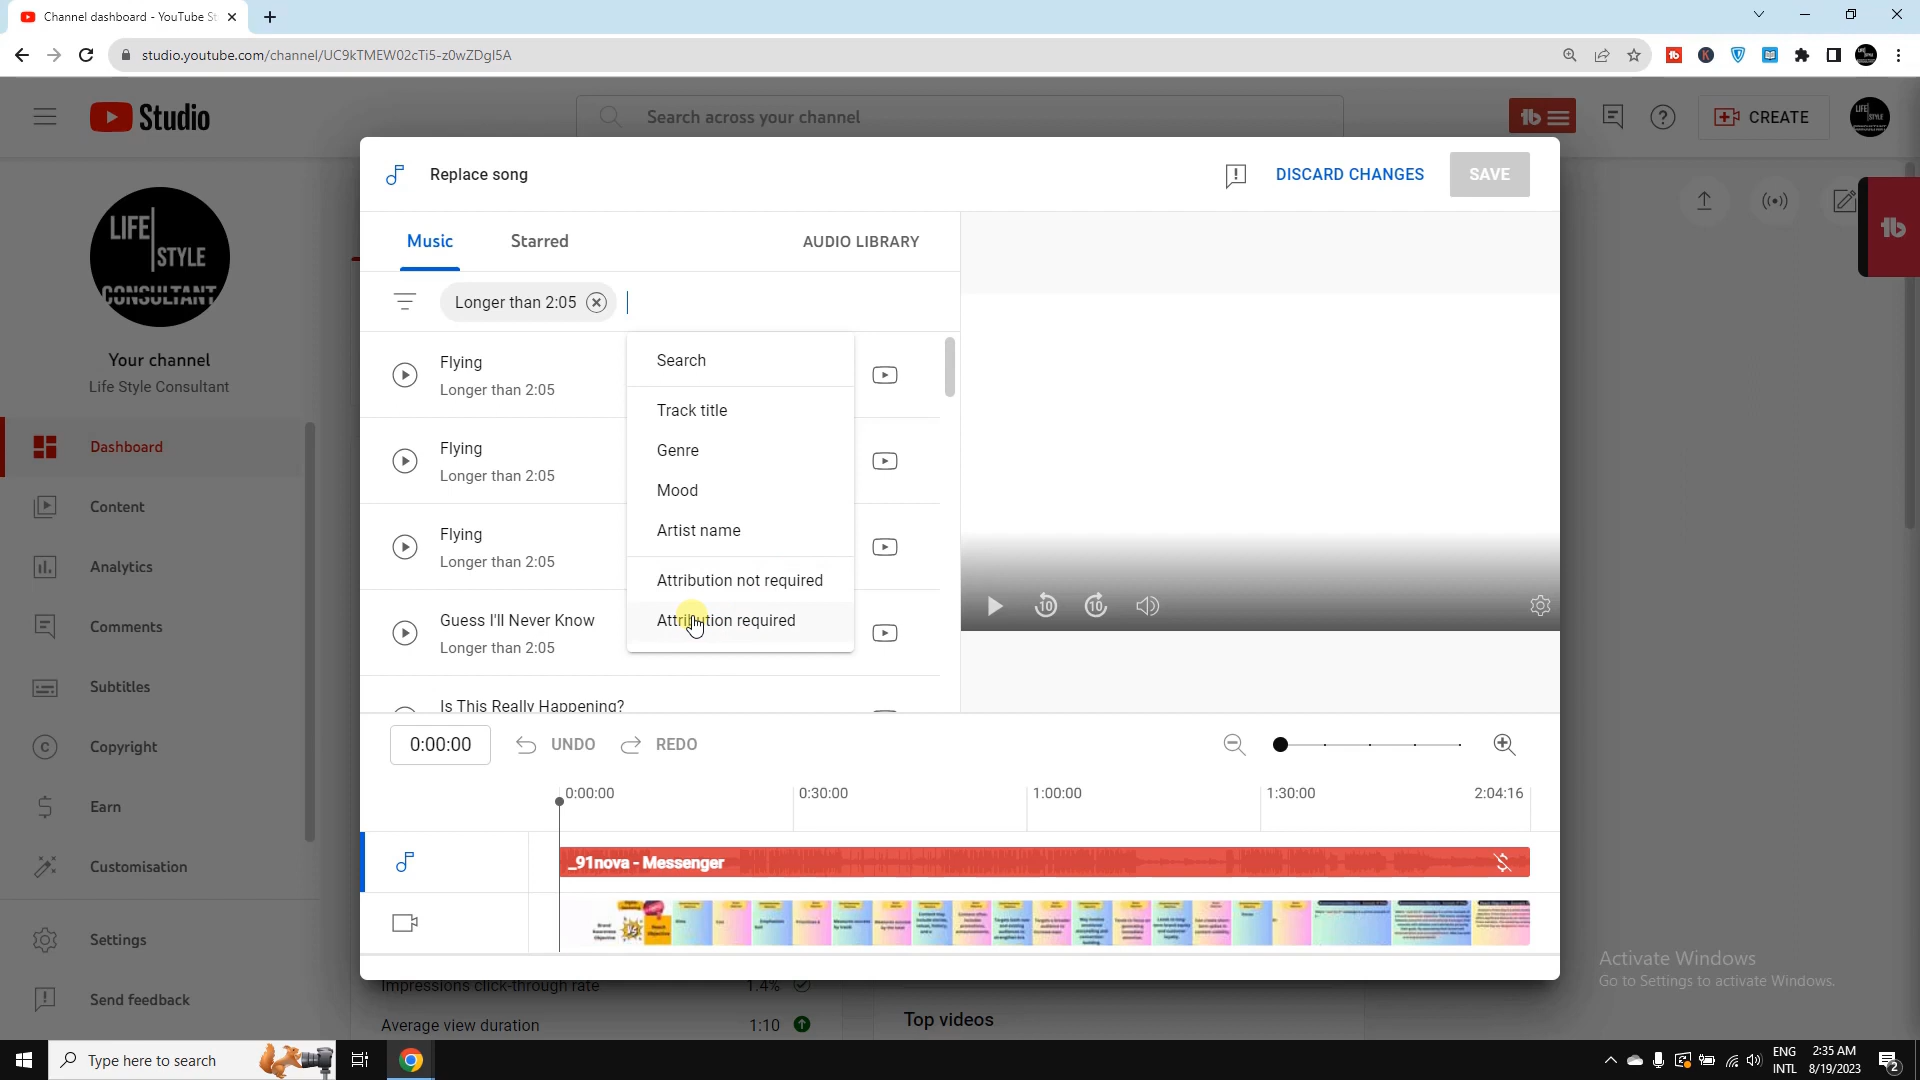 Channel dashboard - YouTube St
studio.youtube.com/channel/UC9kTMEW02cTi5-z0wZDgI5A
Studio
Search across your channel
CREATE
LIFE STYLE
CONSULTANT
Your channel
Life Style Consultant
Dashboard
Content
Analytics
Comments
Subtitles
Copyright
Earn
Customisation
Settings
Send feedback
Replace song
DISCARD CHANGES
SAVE
Music
Starred
AUDIO LIBRARY
Longer than 2:05
Flying
Longer than 2:05
Flying
Longer than 2:05
Flying
Longer than 2:05
Guess I'll Never Know
Longer than 2:05
Is This Really Happening?
Search
Track title
Genre
Mood
Artist name
Attribution not required
Attribution required
10
10
0:00:00
UNDO
REDO
0:00:00
0:30:00
1:00:00
1:30:00
2:04:16
_91nova - Messenger
Impressions click-through rate
1.4%
Average view duration
1:10
Top videos
Activate Windows
Go to Settings to activate Windows.
Type here to search
ENG
INTL
2:35 AM
8/19/2023
2